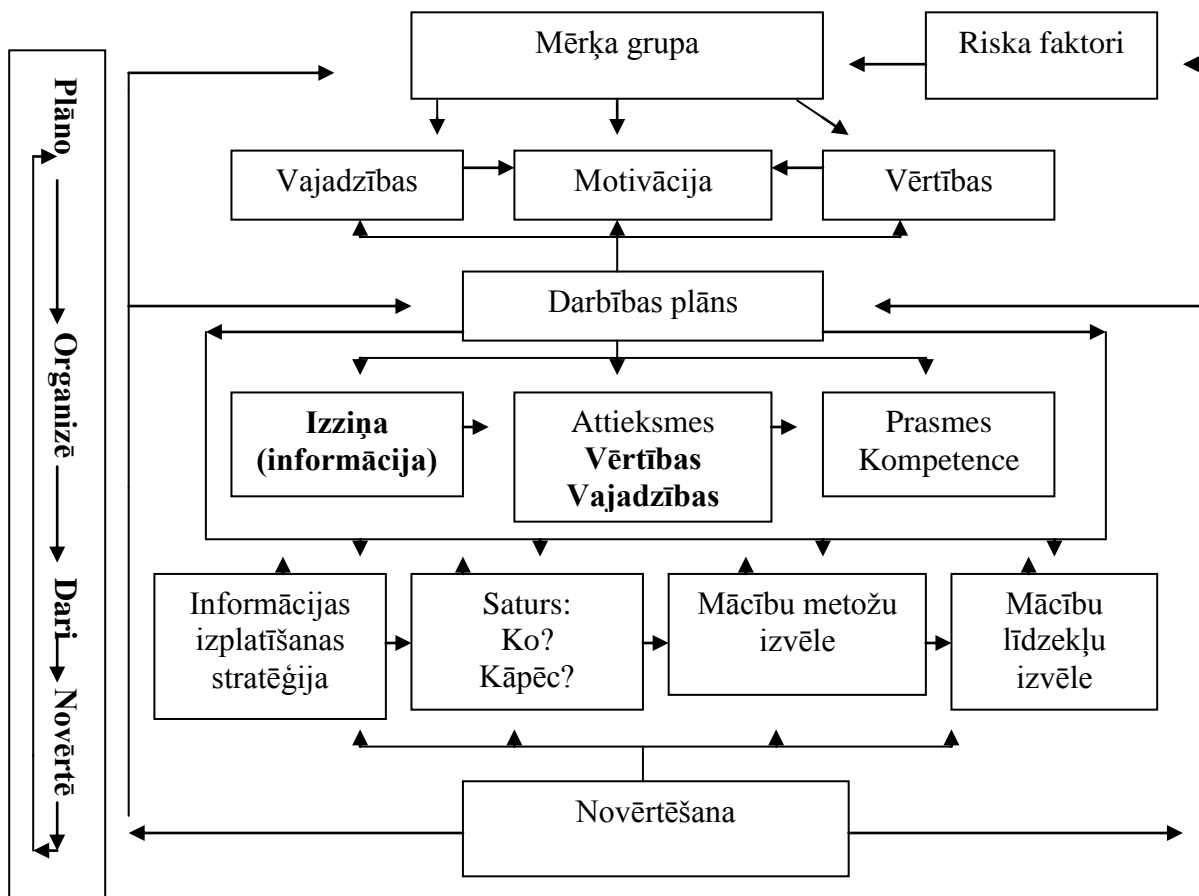 Mērķa grupa
Riska faktori
Plāno
Organizē
Dari
Novērtē
Vajadzības
Motivācija
Vērtības
Darbības plāns
Izziņa
(informācija)
Attieksmes
Vērtības
Vajadzības
Prasmes
Kompetence
Informācijas
izplatīšanas
stratēģija
Saturs:
Ko?
Kāpēc?
Mācību metožu
izvēle
Mācību
līdzekļu
izvēle
Novērtēšana